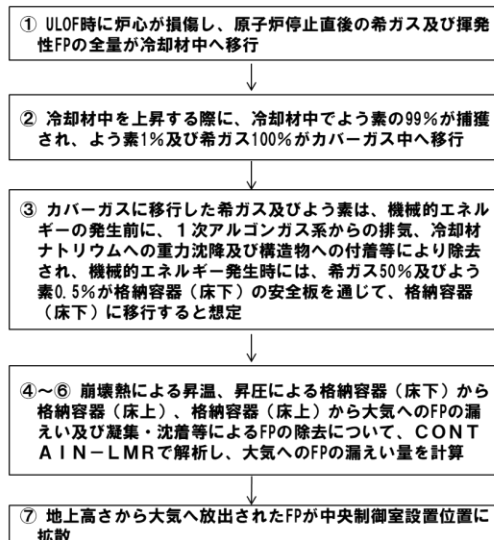 ① ULOF時に炉心が損傷し、原子炉停止直後の希ガス及び揮発
性FPの全量が冷却材中へ移行
② 冷却材中を上昇する際に、冷却材中でよう素の99%が捕獲
され、よう素1%及び希ガス100%がカバーガス中へ移行
③ カバーガスに移行した希ガス及びよう素は、機械的エネル
ギーの発生前に、1次アルゴンガス系からの排気、冷却材
ナトリウムへの重力沈降及び構造物への付着等により除去
され、機械的エネルギー発生時には、希ガス50%及びよう
素0.5%が格納容器（床下）の安全板を通じて、格納容器
（床下）に移行すると想定
④～⑥ 崩壊熱による昇温、昇圧による格納容器（床下）から
格納容器（床上）、格納容器（床上）から大気へのFPの漏
えい及び凝集・沈着等によるFPの除去について、ＣＯＮＴ
ＡＩＮ－ＬＭＲで解析し、大気へのFPの漏えい量を計算
⑦ 地上高さから大気へ放出されたFPが中央制御室設置位置に
拡散